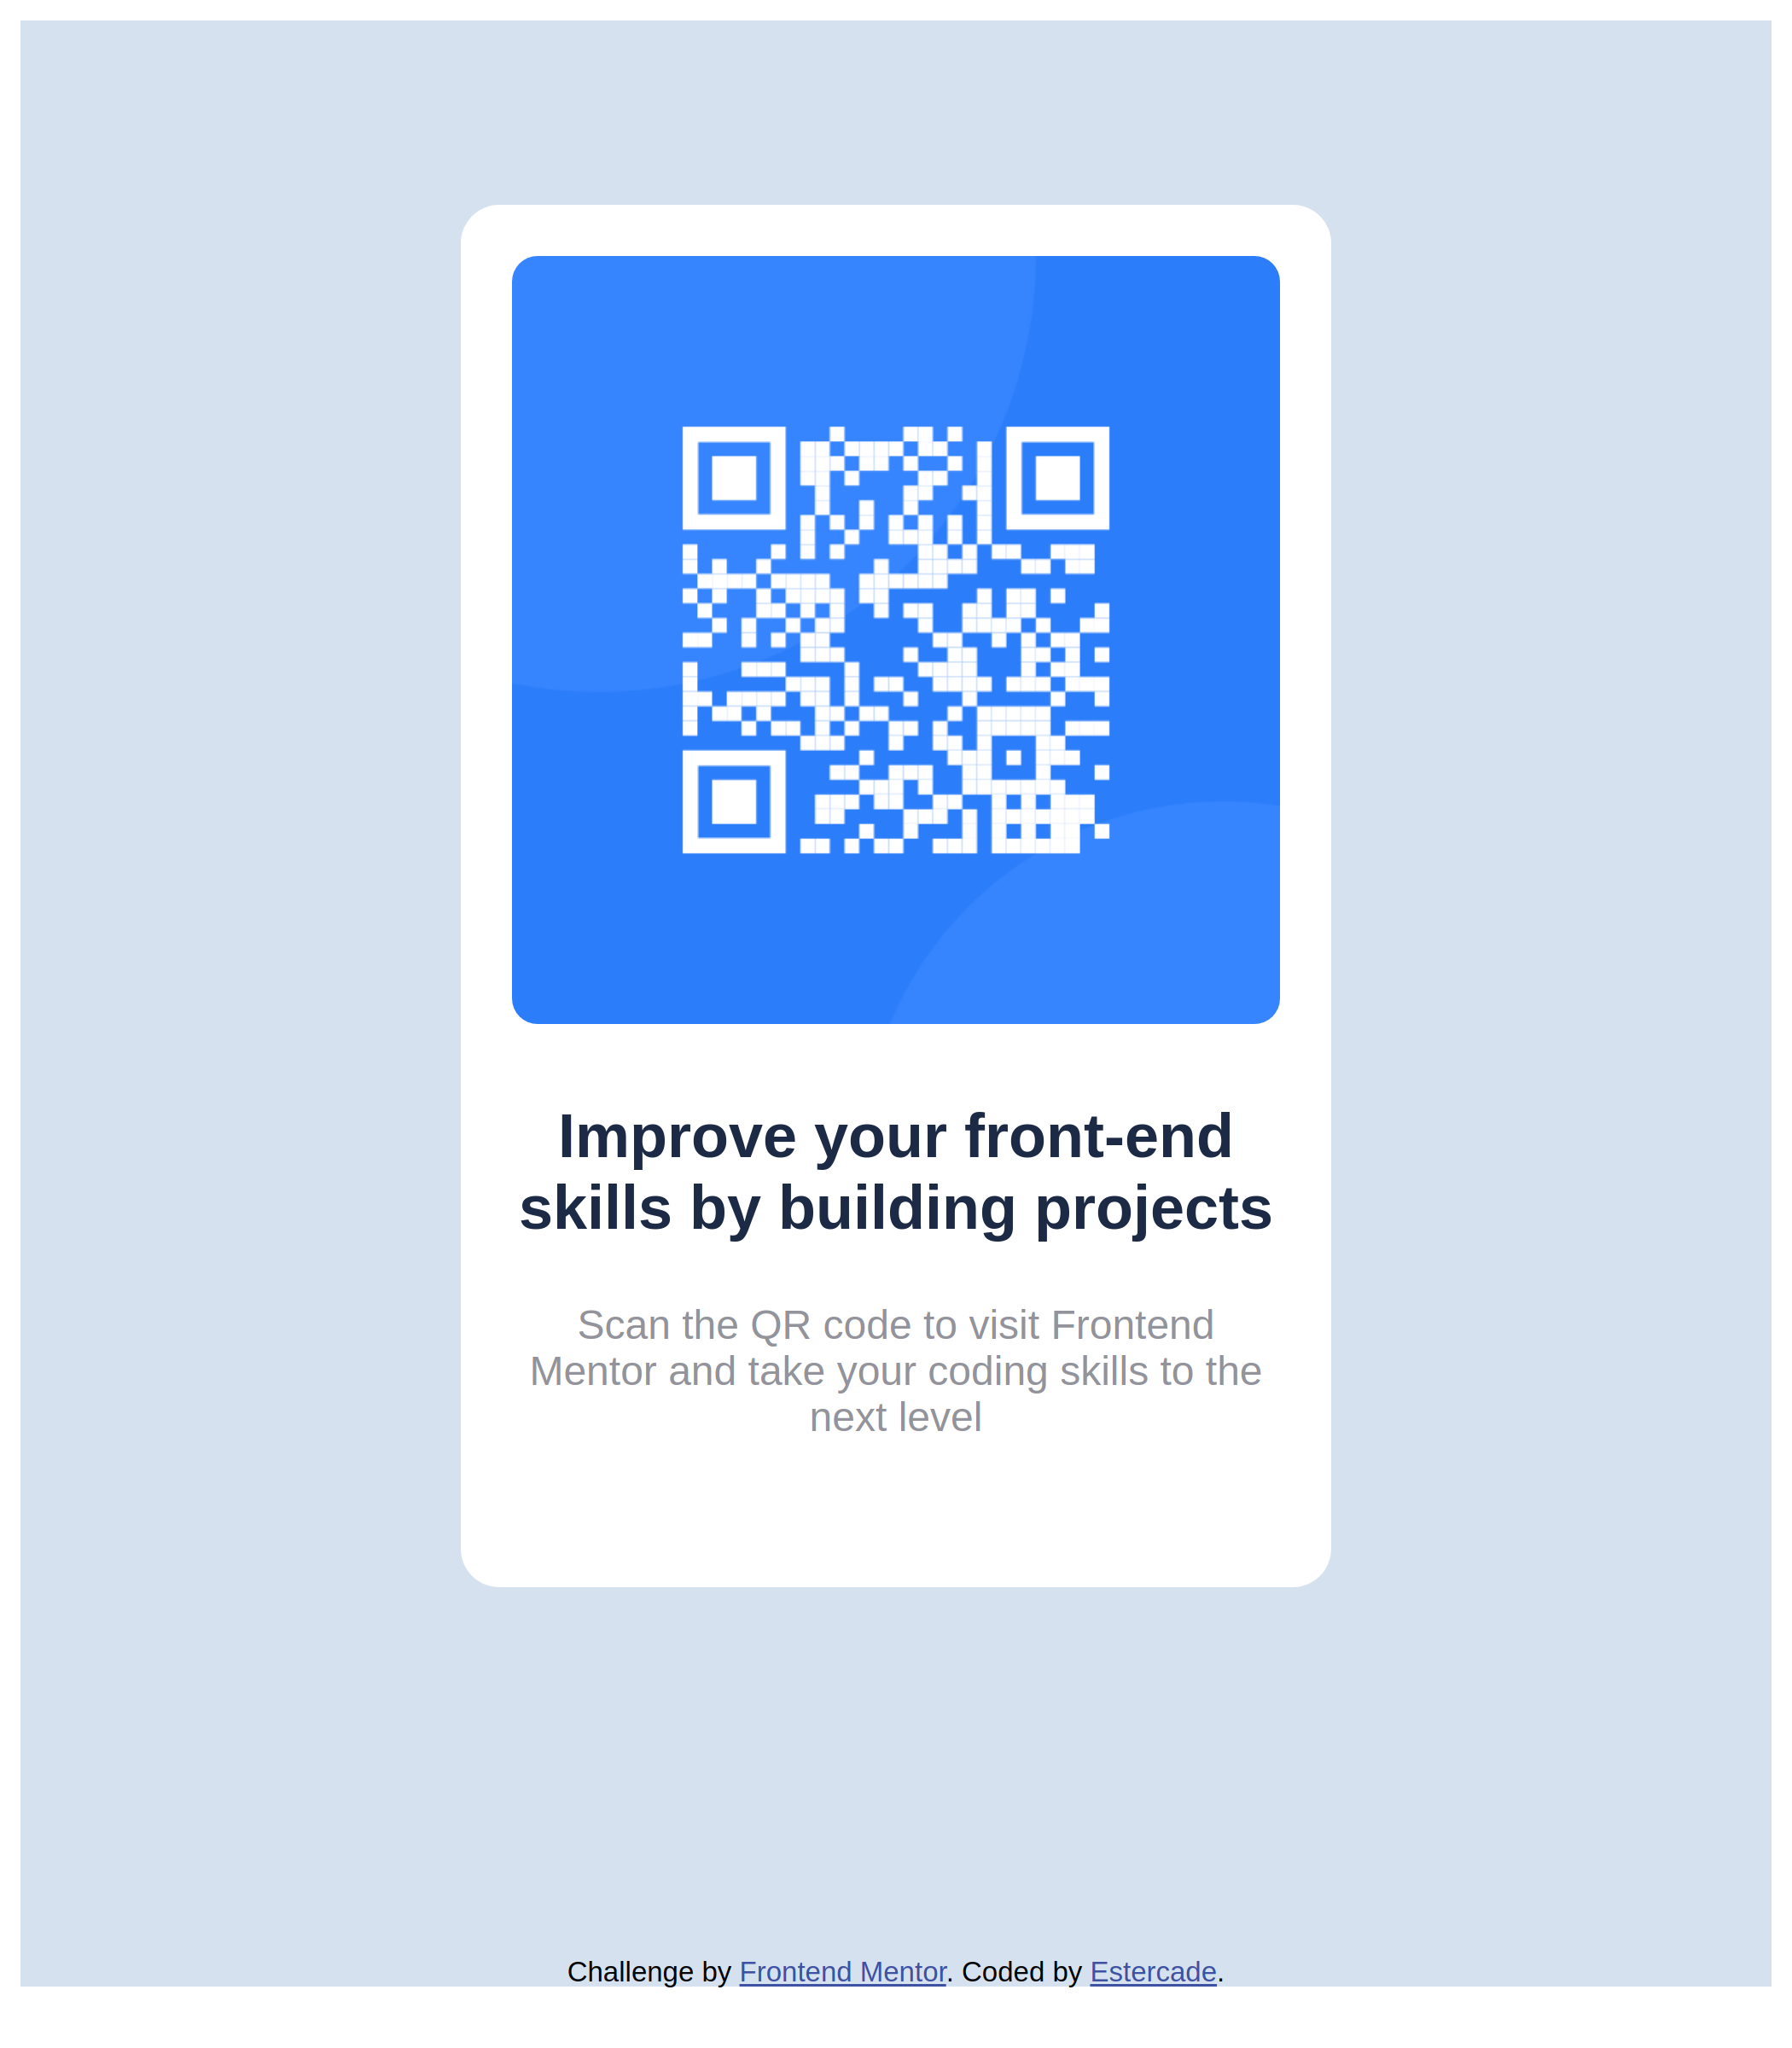 Improve your front-end
skills by building projects
Scan the QR code to visit Frontend
Mentor and take your coding skills to the
next level
Challenge by Frontend Mentor. Coded by Estercade.